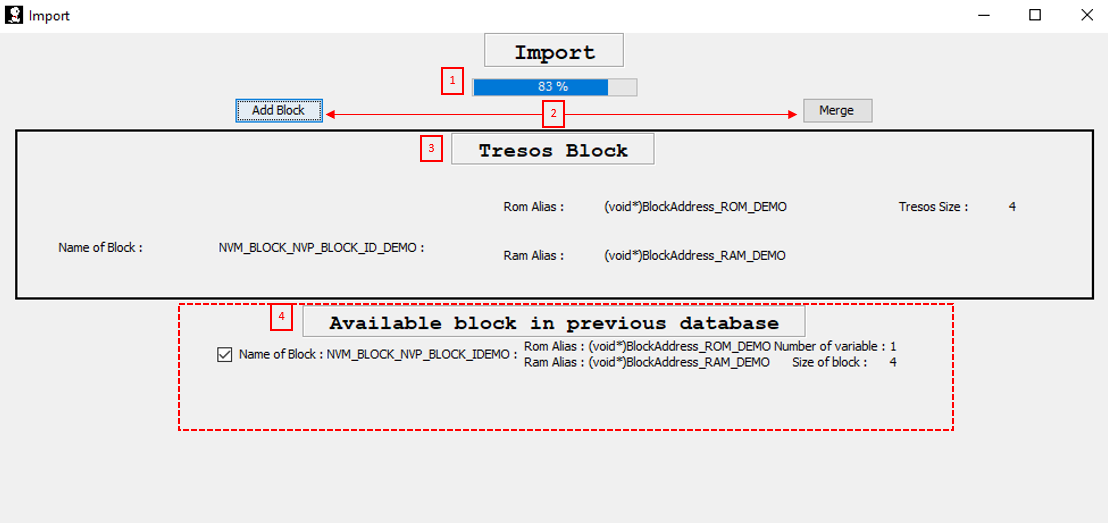 Import
Import
1
83 %
Add Block
2
Merge
3
Tresos Block
Rom Alias : (void*)BlockAddress_ROM_DEMO Tresos Size : 4
Name of Block : NVM_BLOCK_NVP_BLOCK_ID_DEMO :
Ram Alias : (void*)BlockAddress_RAM_DEMO
4
Available block in previous database
Name of Block : NVM_BLOCK_NVP_BLOCK_IDEMO :
Rom Alias : (void*)BlockAddress_ROM_DEMO Number of variable : 1
Ram Alias : (void*)BlockAddress_RAM_DEMO Size of block : 4